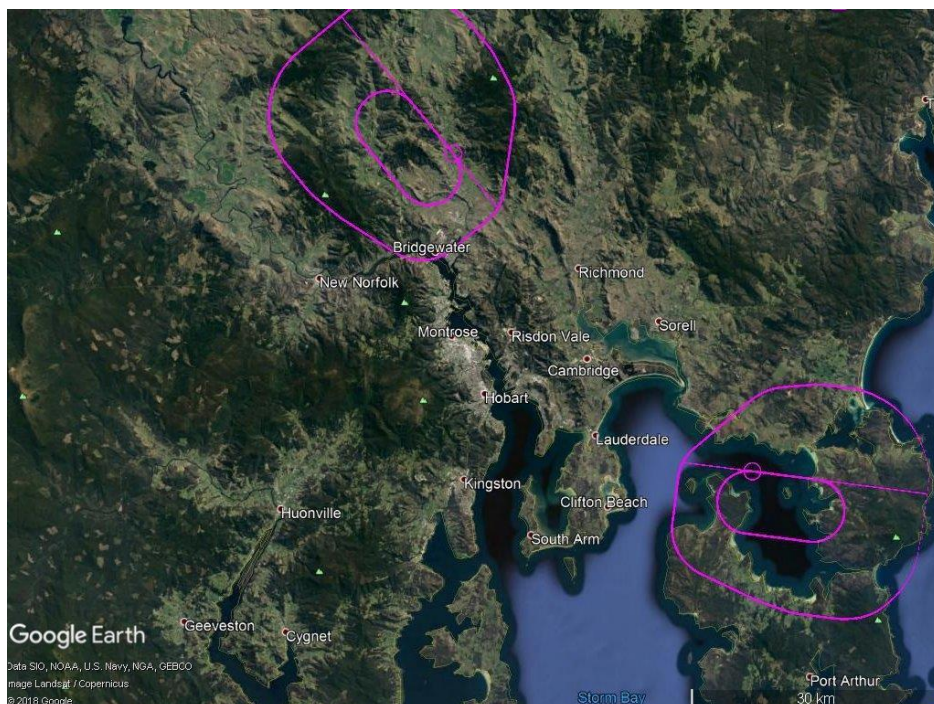 Bridgewater
New Norfolk
Richmond
Montrose
Risdon Vale
Sorell
Cambridge
Hobart
Lauderdale
Kingston
Clifton Beach
Huonville
South Arm
Geeveston
Cygnet
Google Earth
Data SIO, NOAA, U.S. Navy, NGA, GEBCO
Image Landsat / Copernicus
© 2018 Google
Port Arthur
Storm Bay
30 km